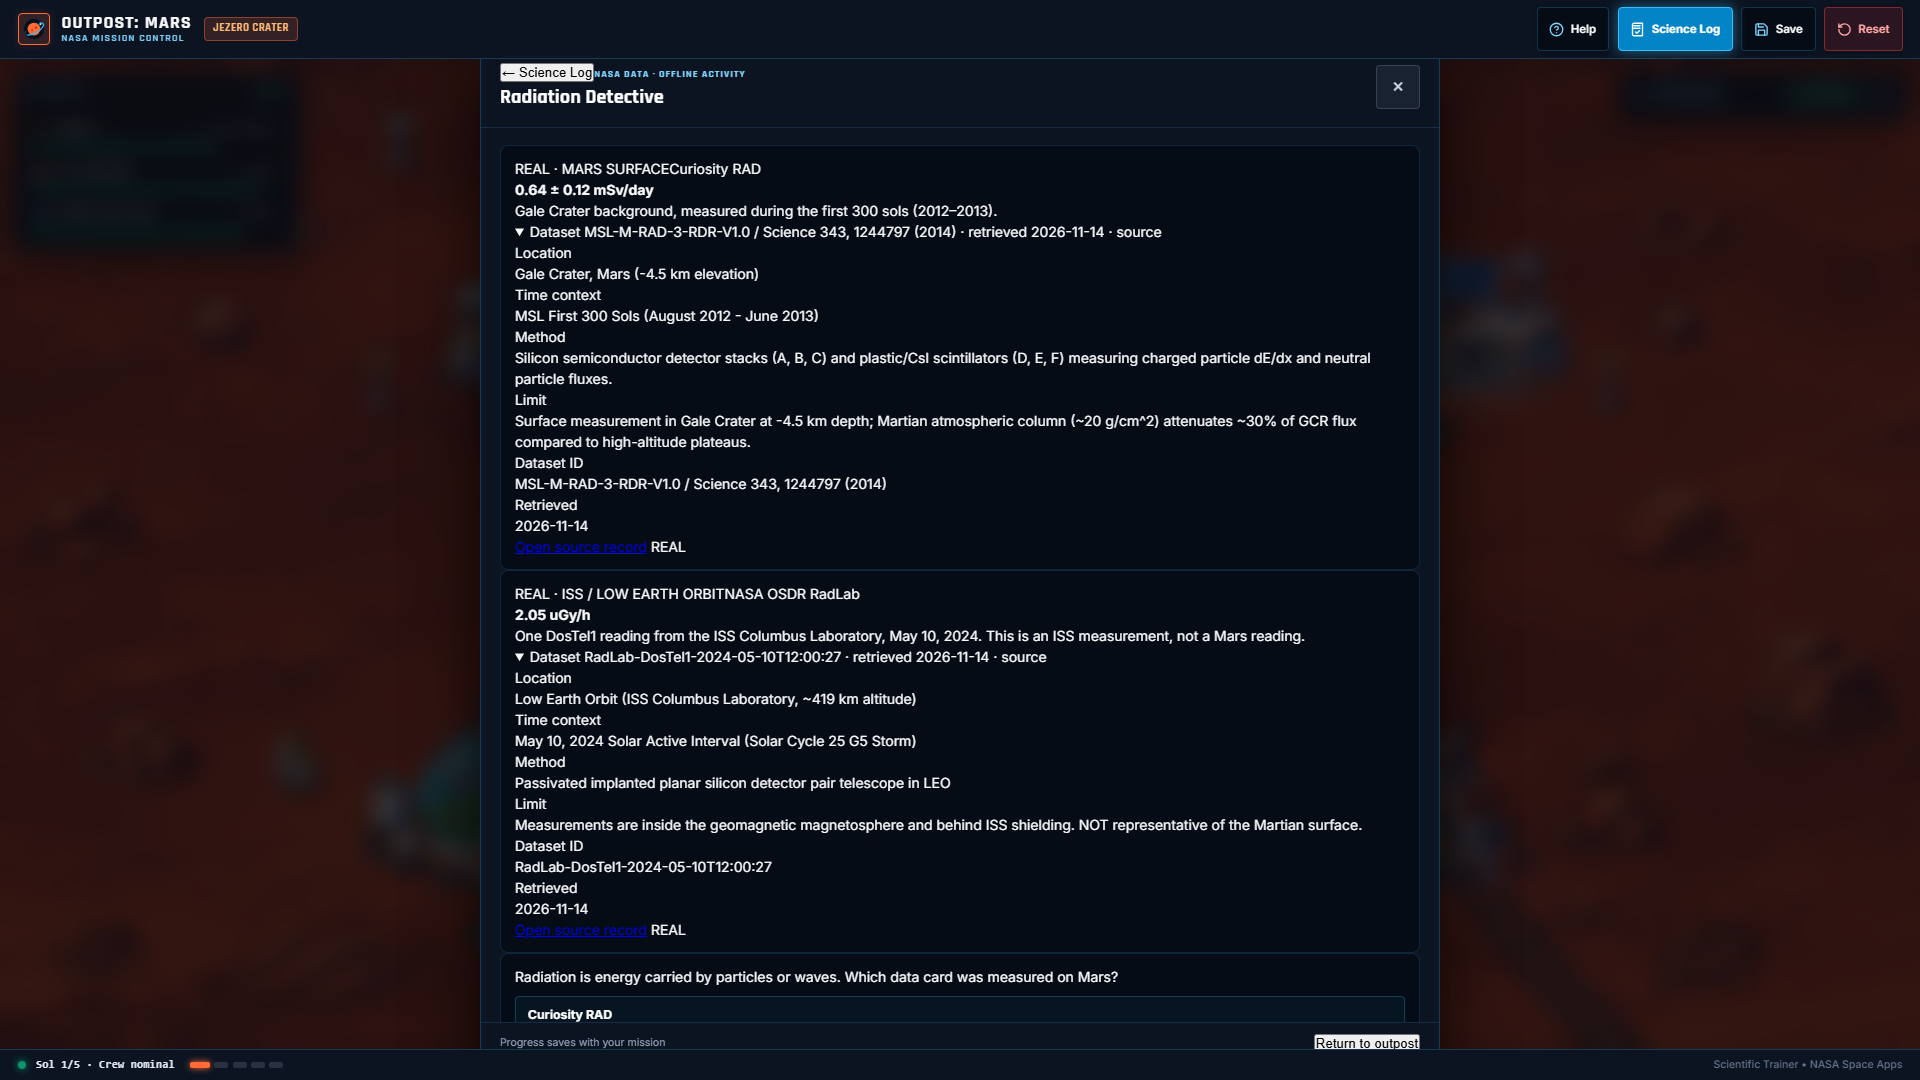 OUTPOST: MARS
NASA MISSION CONTROL
JEZERO CRATER
Help
Science Log
Save
Reset
← Science Log
NASA DATA · OFFLINE ACTIVITY
Radiation Detective
×
REAL · MARS SURFACECuriosity RAD
0.64 ± 0.12 mSv/day
Gale Crater background, measured during the first 300 sols (2012–2013).
▼ Dataset MSL-M-RAD-3-RDR-V1.0 / Science 343, 1244797 (2014) · retrieved 2026-11-14 · source
Location
Gale Crater, Mars (-4.5 km elevation)
Time context
MSL First 300 Sols (August 2012 - June 2013)
Method
Silicon semiconductor detector stacks (A, B, C) and plastic/CsI scintillators (D, E, F) measuring charged particle dE/dx and neutral
particle fluxes.
Limit
Surface measurement in Gale Crater at -4.5 km depth; Martian atmospheric column (~20 g/cm^2) attenuates ~30% of GCR flux
compared to high-altitude plateaus.
Dataset ID
MSL-M-RAD-3-RDR-V1.0 / Science 343, 1244797 (2014)
Retrieved
2026-11-14
Open source record REAL
REAL · ISS / LOW EARTH ORBITNASA OSDR RadLab
2.05 uGy/h
One DosTel1 reading from the ISS Columbus Laboratory, May 10, 2024. This is an ISS measurement, not a Mars reading.
▼ Dataset RadLab-DosTel1-2024-05-10T12:00:27 · retrieved 2026-11-14 · source
Location
Low Earth Orbit (ISS Columbus Laboratory, ~419 km altitude)
Time context
May 10, 2024 Solar Active Interval (Solar Cycle 25 G5 Storm)
Method
Passivated implanted planar silicon detector pair telescope in LEO
Limit
Measurements are inside the geomagnetic magnetosphere and behind ISS shielding. NOT representative of the Martian surface.
Dataset ID
RadLab-DosTel1-2024-05-10T12:00:27
Retrieved
2026-11-14
Open source record REAL
Radiation is energy carried by particles or waves. Which data card was measured on Mars?
Curiosity RAD
Progress saves with your mission
Return to outpost
Sol 1/5 · Crew nominal
Scientific Trainer • NASA Space Apps